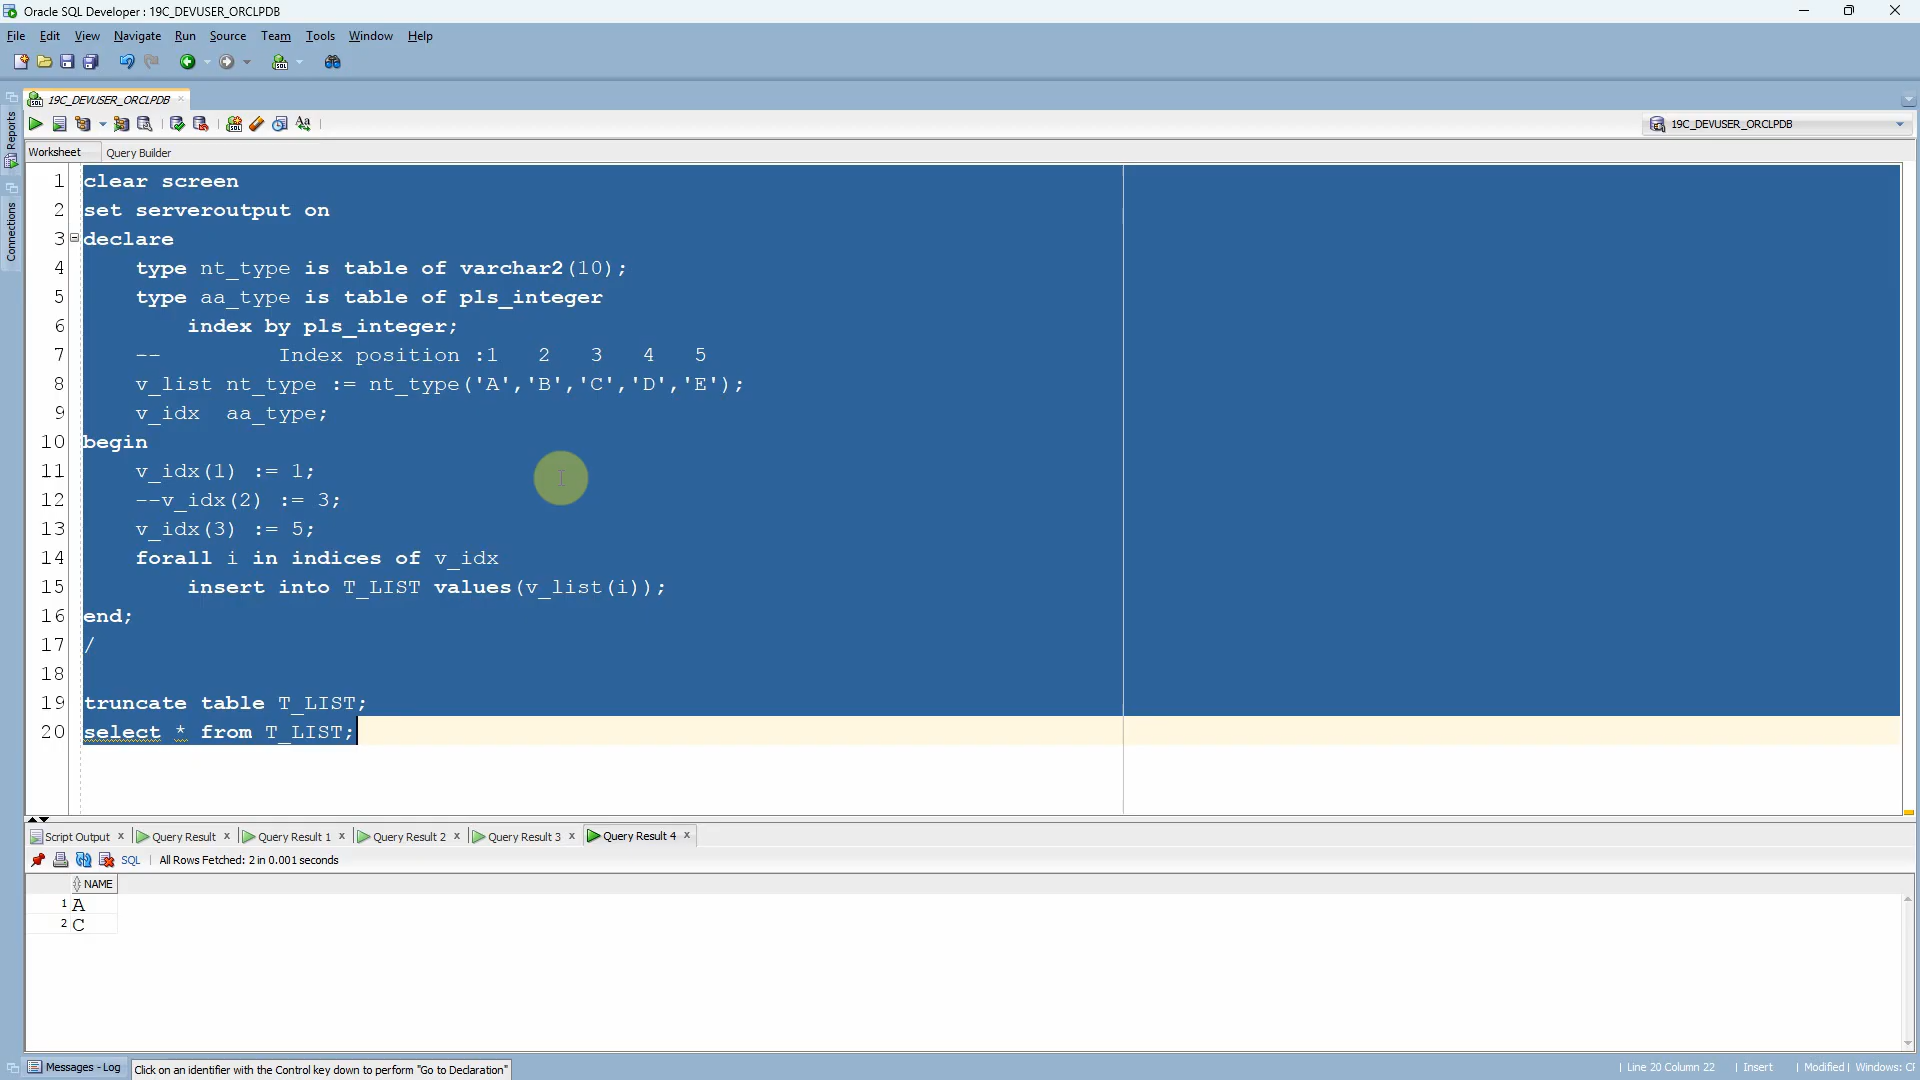 Oracle SQL Developer : 19C_DEVUSER_ORCLPDB
File Edit View Navigate Run Source Team Tools Window Help
19C_DEVUSER_ORCLPDB
19C_DEVUSER_ORCLPDB
Worksheet Query Builder
Reports
Connections
1 clear screen
2 set serveroutput on
3 declare
4 type nt_type is table of varchar2(10);
5 type aa_type is table of pls_integer
6 index by pls_integer;
7 -- Index position :1 2 3 4 5
8 v_list nt_type := nt_type('A','B','C','D','E');
9 v_idx aa_type;
10 begin
11 v_idx(1) := 1;
12 --v_idx(2) := 3;
13 v_idx(3) := 5;
14 forall i in indices of v_idx
15 insert into T_LIST values(v_list(i));
16 end;
17 /
18
19 truncate table T_LIST;
20 select * from T_LIST;
Script Output x Query Result x Query Result 1 x Query Result 2 x Query Result 3 x Query Result 4 x
SQL | All Rows Fetched: 2 in 0.001 seconds
NAME
1 A
2 C
Messages - Log Click on an identifier with the Control key down to perform "Go to Declaration" | Line 20 Column 22 | Insert | Modified | Windows: